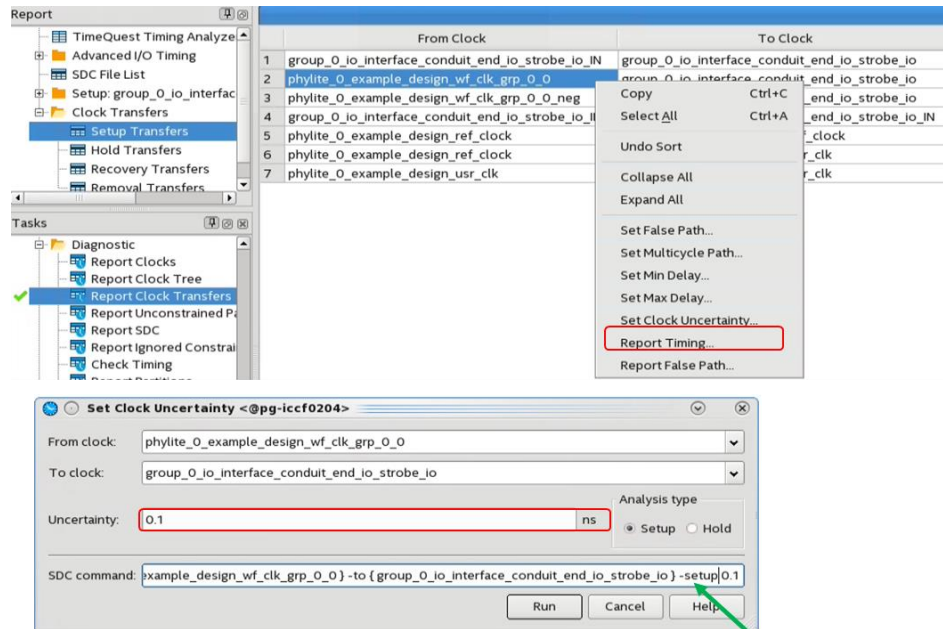 Report
TimeQuest Timing Analyze
Advanced I/O Timing
SDC File List
Setup: group_0_io_interfac
Clock Transfers
Setup Transfers
Hold Transfers
Recovery Transfers
Removal Transfers
Tasks
Diagnostic
Report Clocks
Report Clock Tree
Report Clock Transfers
Report Unconstrained Pa
Report SDC
Report Ignored Constrai
Check Timing
From Clock To Clock
1 group_0_io_interface_conduit_end_io_strobe_io_IN group_0_io_interface_conduit_end_io_strobe_io
2 phylite_0_example_design_wf_clk_grp_0_0 group_0_io_interface_conduit_end_io_strobe_io
3 phylite_0_example_design_wf_clk_grp_0_0_neg _end_io_strobe_io
4 group_0_io_interface_conduit_end_io_strobe_io_I _end_io_strobe_io_IN
5 phylite_0_example_design_ref_clock f_clock
6 phylite_0_example_design_ref_clock r_clk
7 phylite_0_example_design_usr_clk r_clk
Copy Ctrl+C
Select All Ctrl+A
Undo Sort
Collapse All
Expand All
Set False Path...
Set Multicycle Path...
Set Min Delay...
Set Max Delay...
Set Clock Uncertainty...
Report Timing...
Report False Path...
Set Clock Uncertainty <@pg-iccf0204>
From clock: phylite_0_example_design_wf_clk_grp_0_0
To clock: group_0_io_interface_conduit_end_io_strobe_io
Analysis type
Uncertainty: 0.1 ns Setup Hold
SDC command: example_design_wf_clk_grp_0_0 } -to { group_0_io_interface_conduit_end_io_strobe_io } -setup 0.1
Run Cancel Help